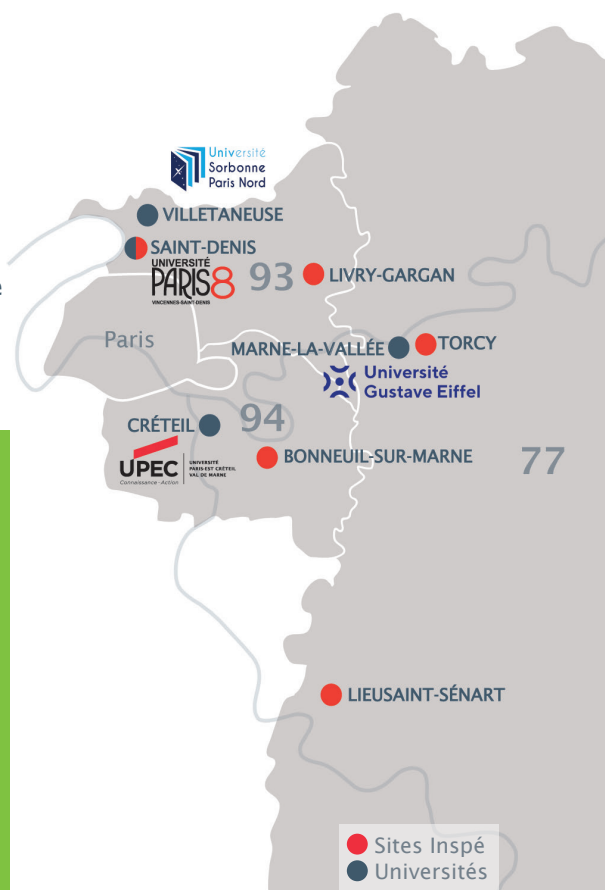 Université
Sorbonne
Paris Nord
VILLETANEUSE
SAINT-DENIS
UNIVERSITÉ
PARIS8
VINCENNES-SAINT-DENIS
93
LIVRY-GARGAN
e
Paris
MARNE-LA-VALLÉE
TORCY
Université
Gustave Eiffel
CRÉTEIL
94
UPEC
Connaissance - Action
UNIVERSITÉ
PARIS-EST CRÉTEIL
VAL DE MARNE
BONNEUIL-SUR-MARNE
77
LIEUSAINT-SÉNART
Sites Inspé
Universités